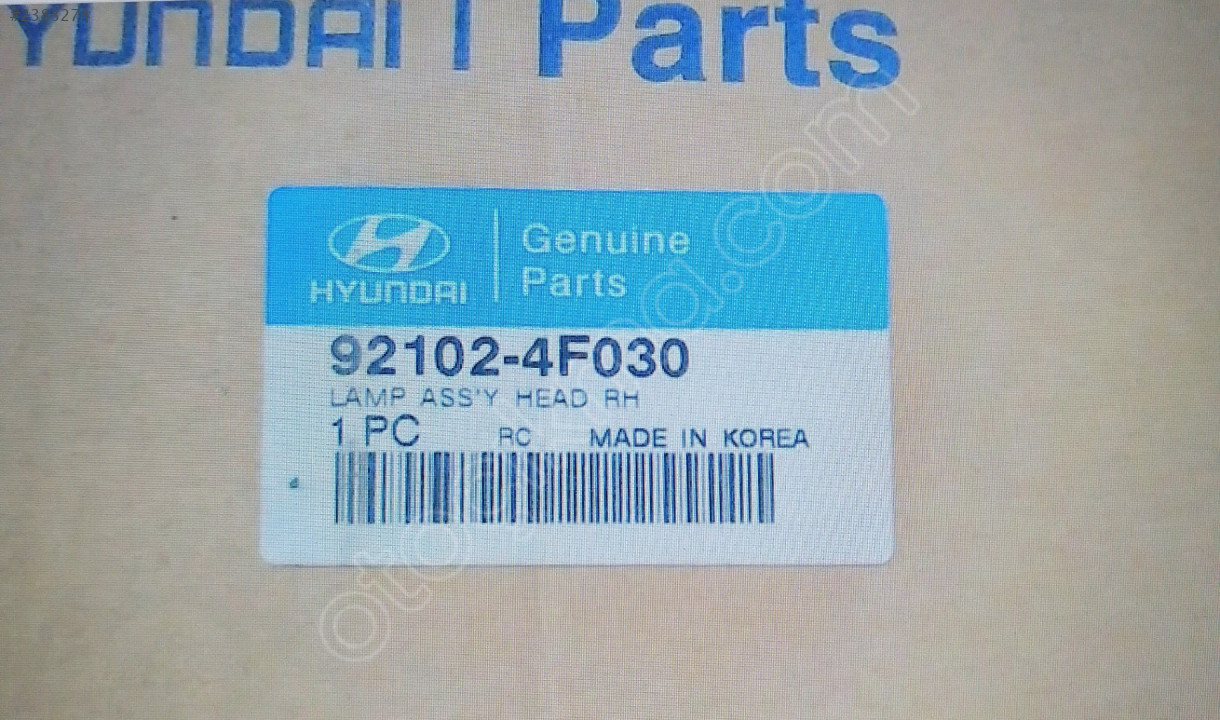 YUNDAI | Parts
HYUNDAI
Genuine
Parts
92102-4F030
LAMP ASS'Y HEAD RH
1 PC RC MADE IN KOREA